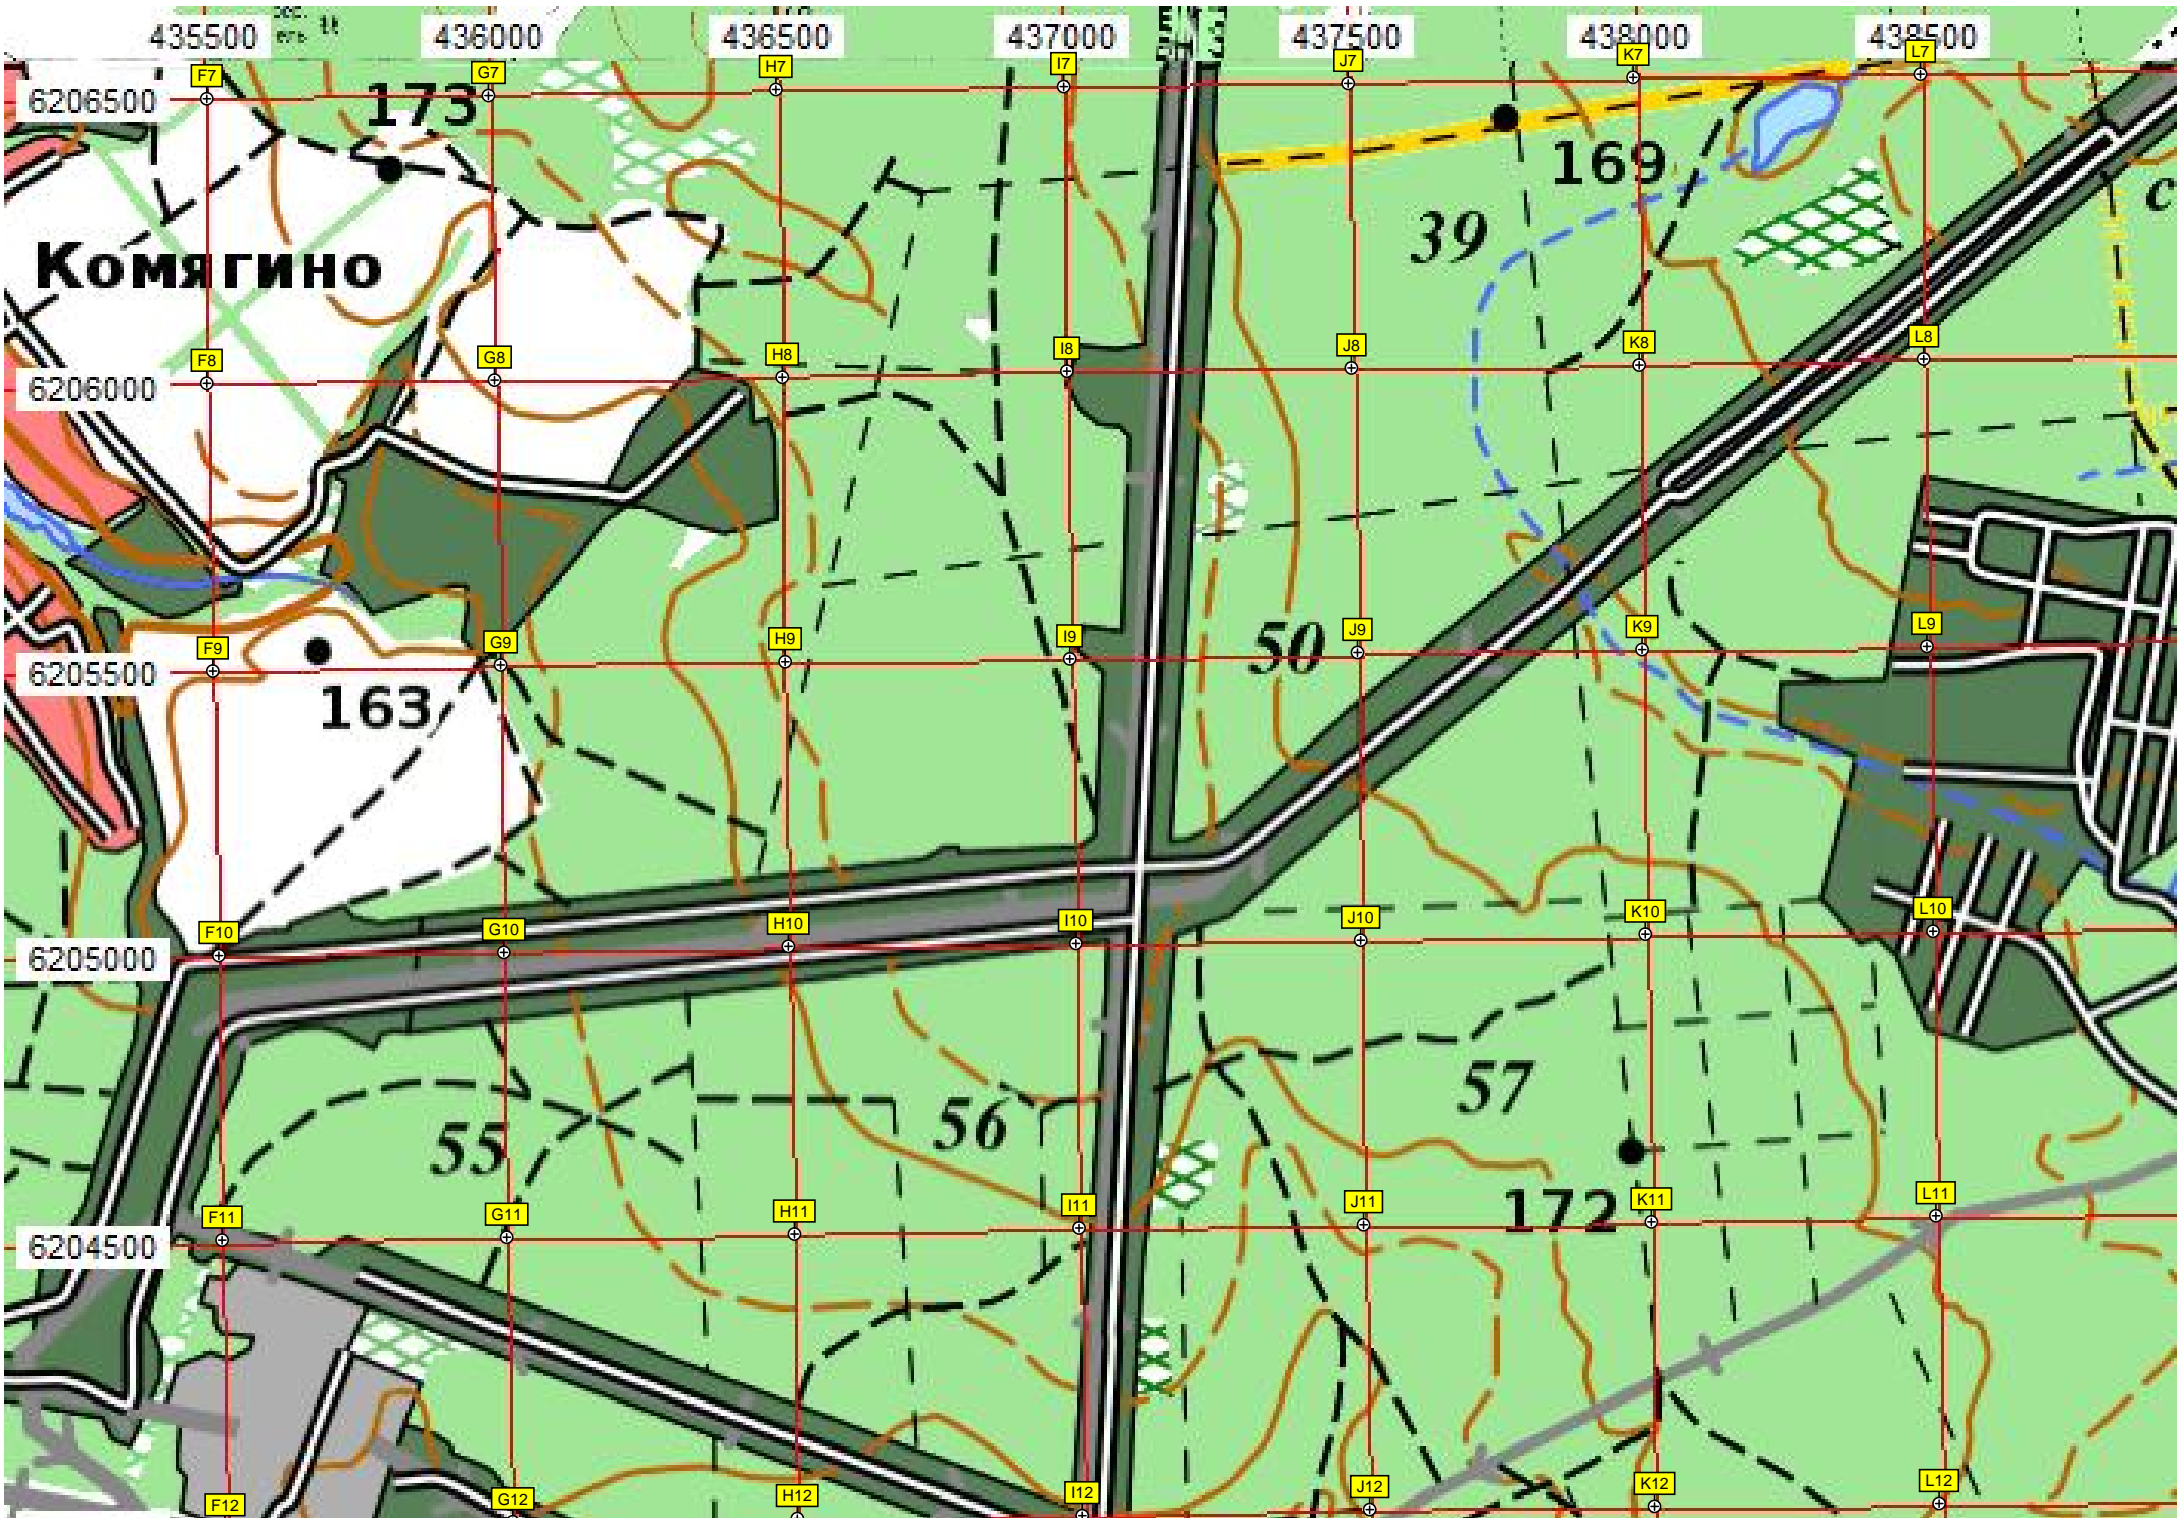 435500 436000 436500 437000 437500 438000 438500
F7 G7 H7 I7 J7 K7 L7
6206500
173
169
39
с
Комягино
F8 G8 H8 I8 J8 K8 L8
6206000
F9 G9 H9 I9 J9 K9 L9
50
6205500
163
F10 G10 H10 I10 J10 K10 L10
6205000
57
56
55
172
F11 G11 H11 I11 J11 K11 L11
6204500
F12 G12 H12 I12 J12 K12 L12